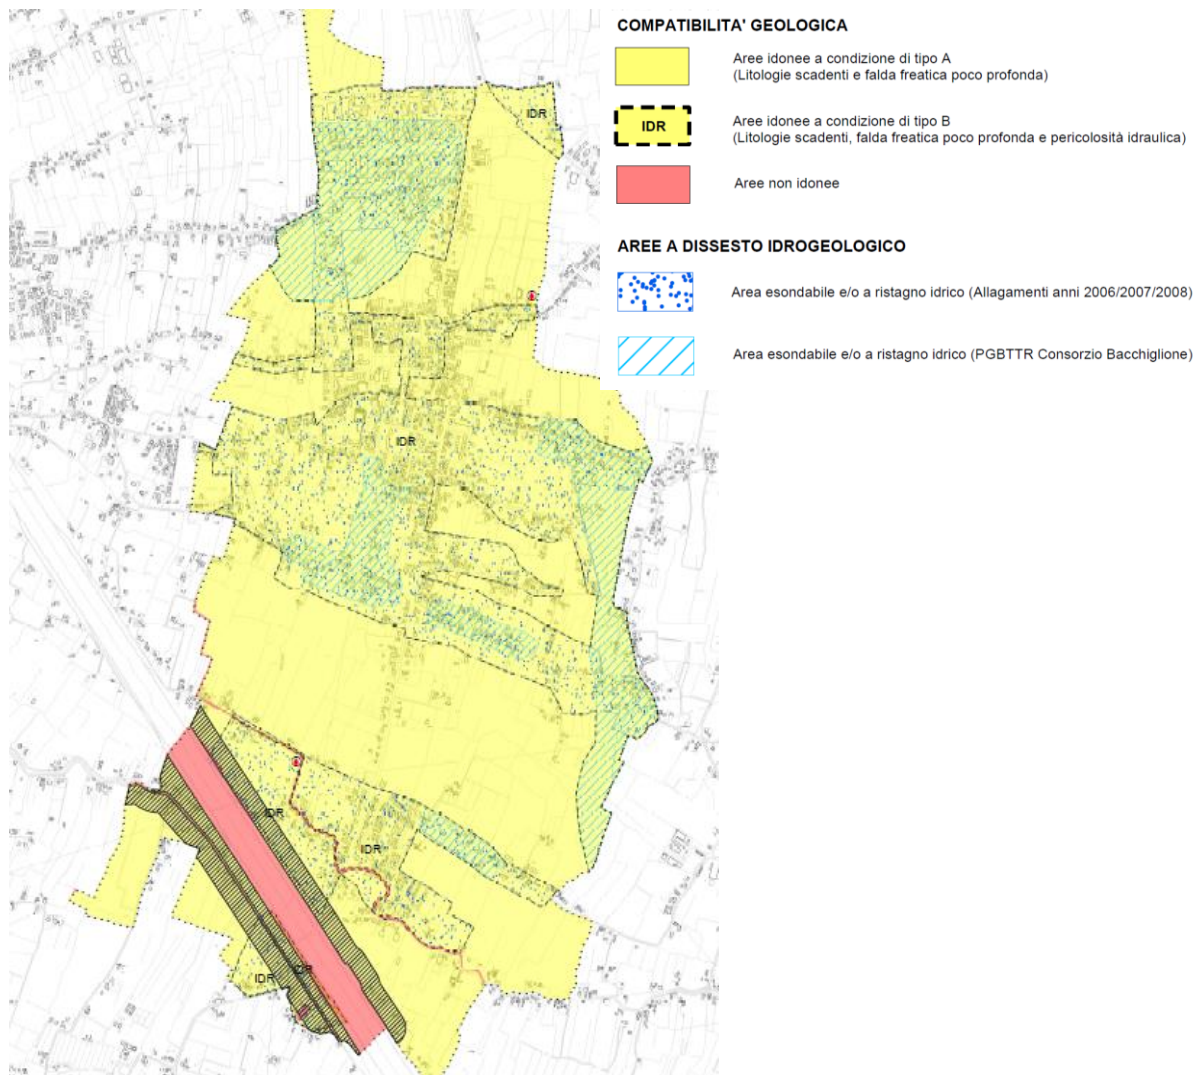 COMPATIBILITA' GEOLOGICA
Aree idonee a condizione di tipo A
(Litologie scadenti e falda freatica poco profonda)
IDR
Aree idonee a condizione di tipo B
(Litologie scadenti, falda freatica poco profonda e pericolosità idraulica)
Aree non idonee
AREE A DISSESTO IDROGEOLOGICO
Area esondabile e/o a ristagno idrico (Allagamenti anni 2006/2007/2008)
Area esondabile e/o a ristagno idrico (PGBTTR Consorzio Bacchiglione)
IDR
IDR
IDR
IDR
IDR
IDR